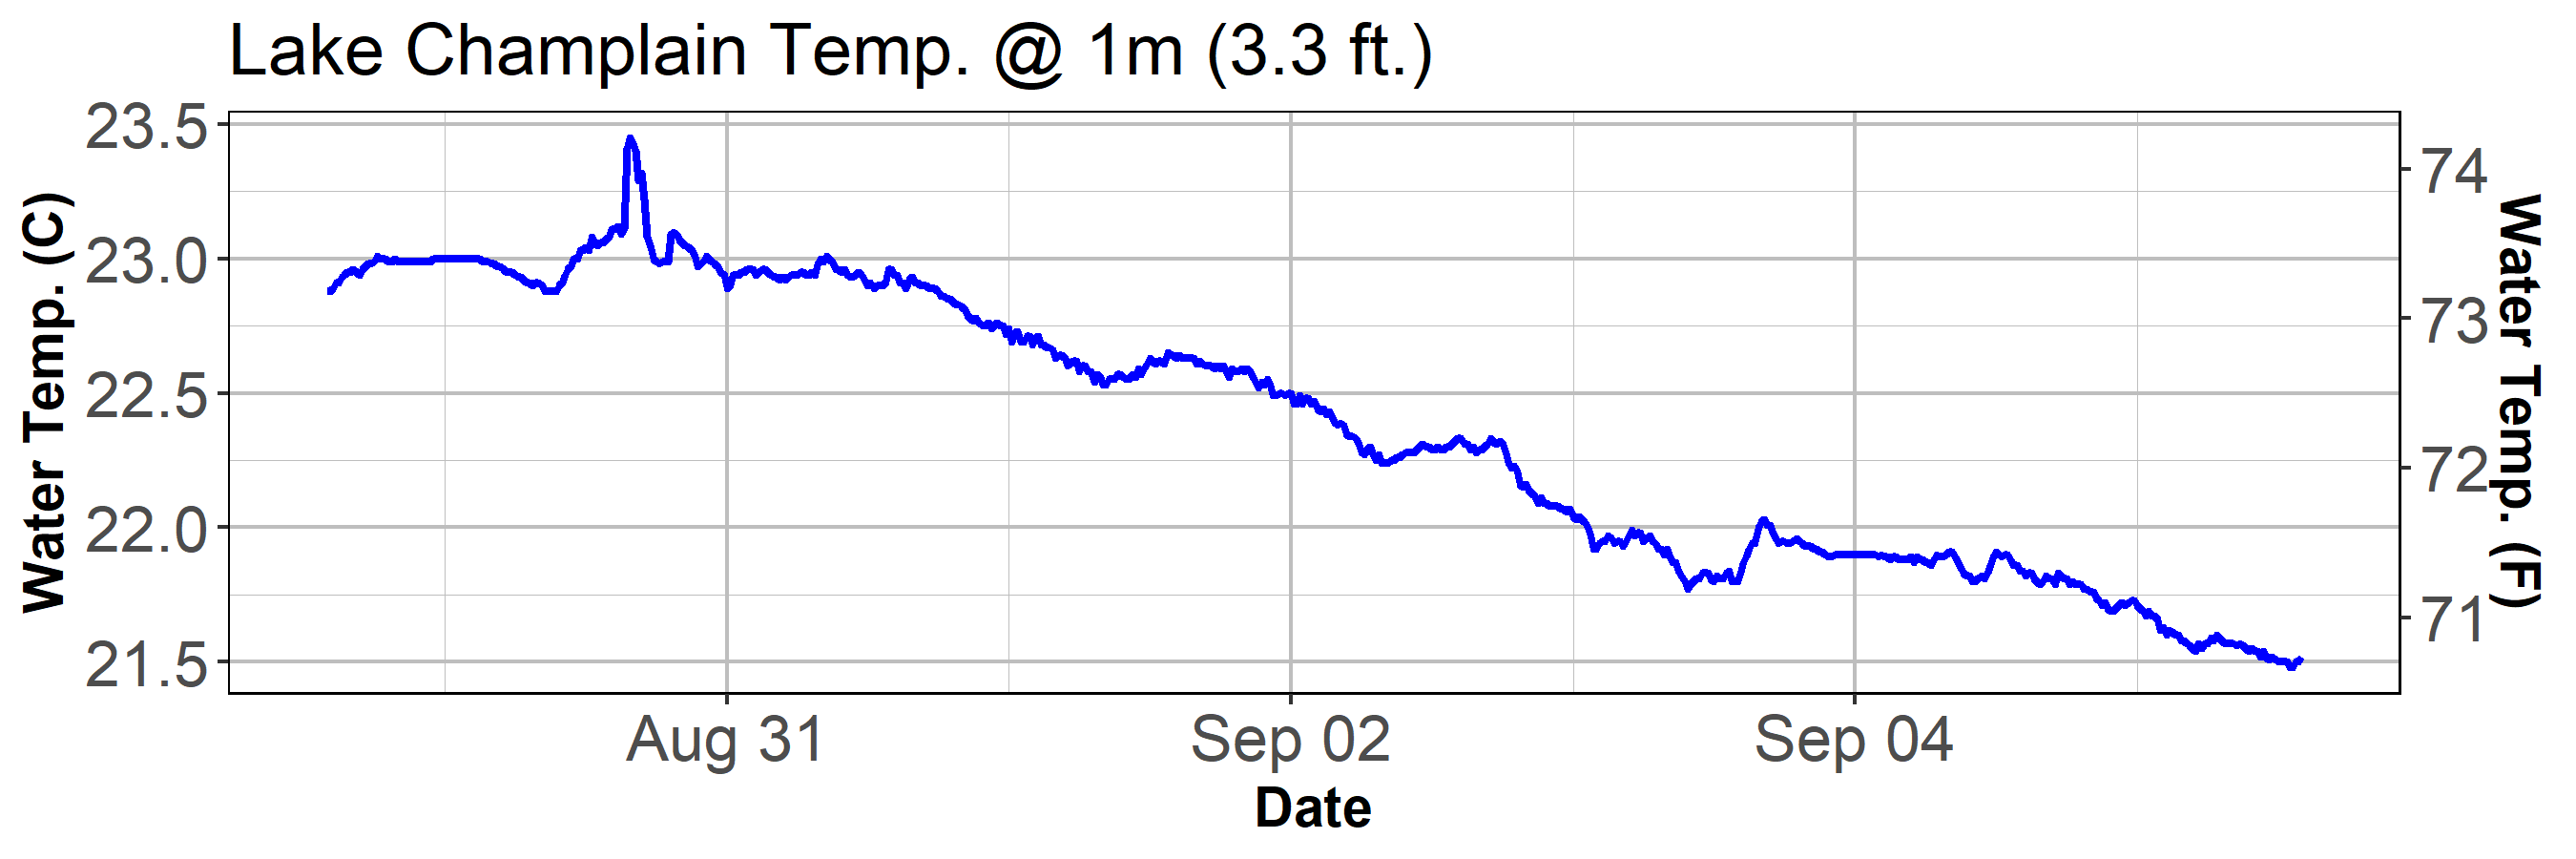 Lake Champlain Temp. @ 1m (3.3 ft.)
Water Temp. (C)
23.5
23.0
22.5
22.0
21.5
74
73
72
71
Water Temp. (F)
Aug 31
Sep 02
Sep 04
Date